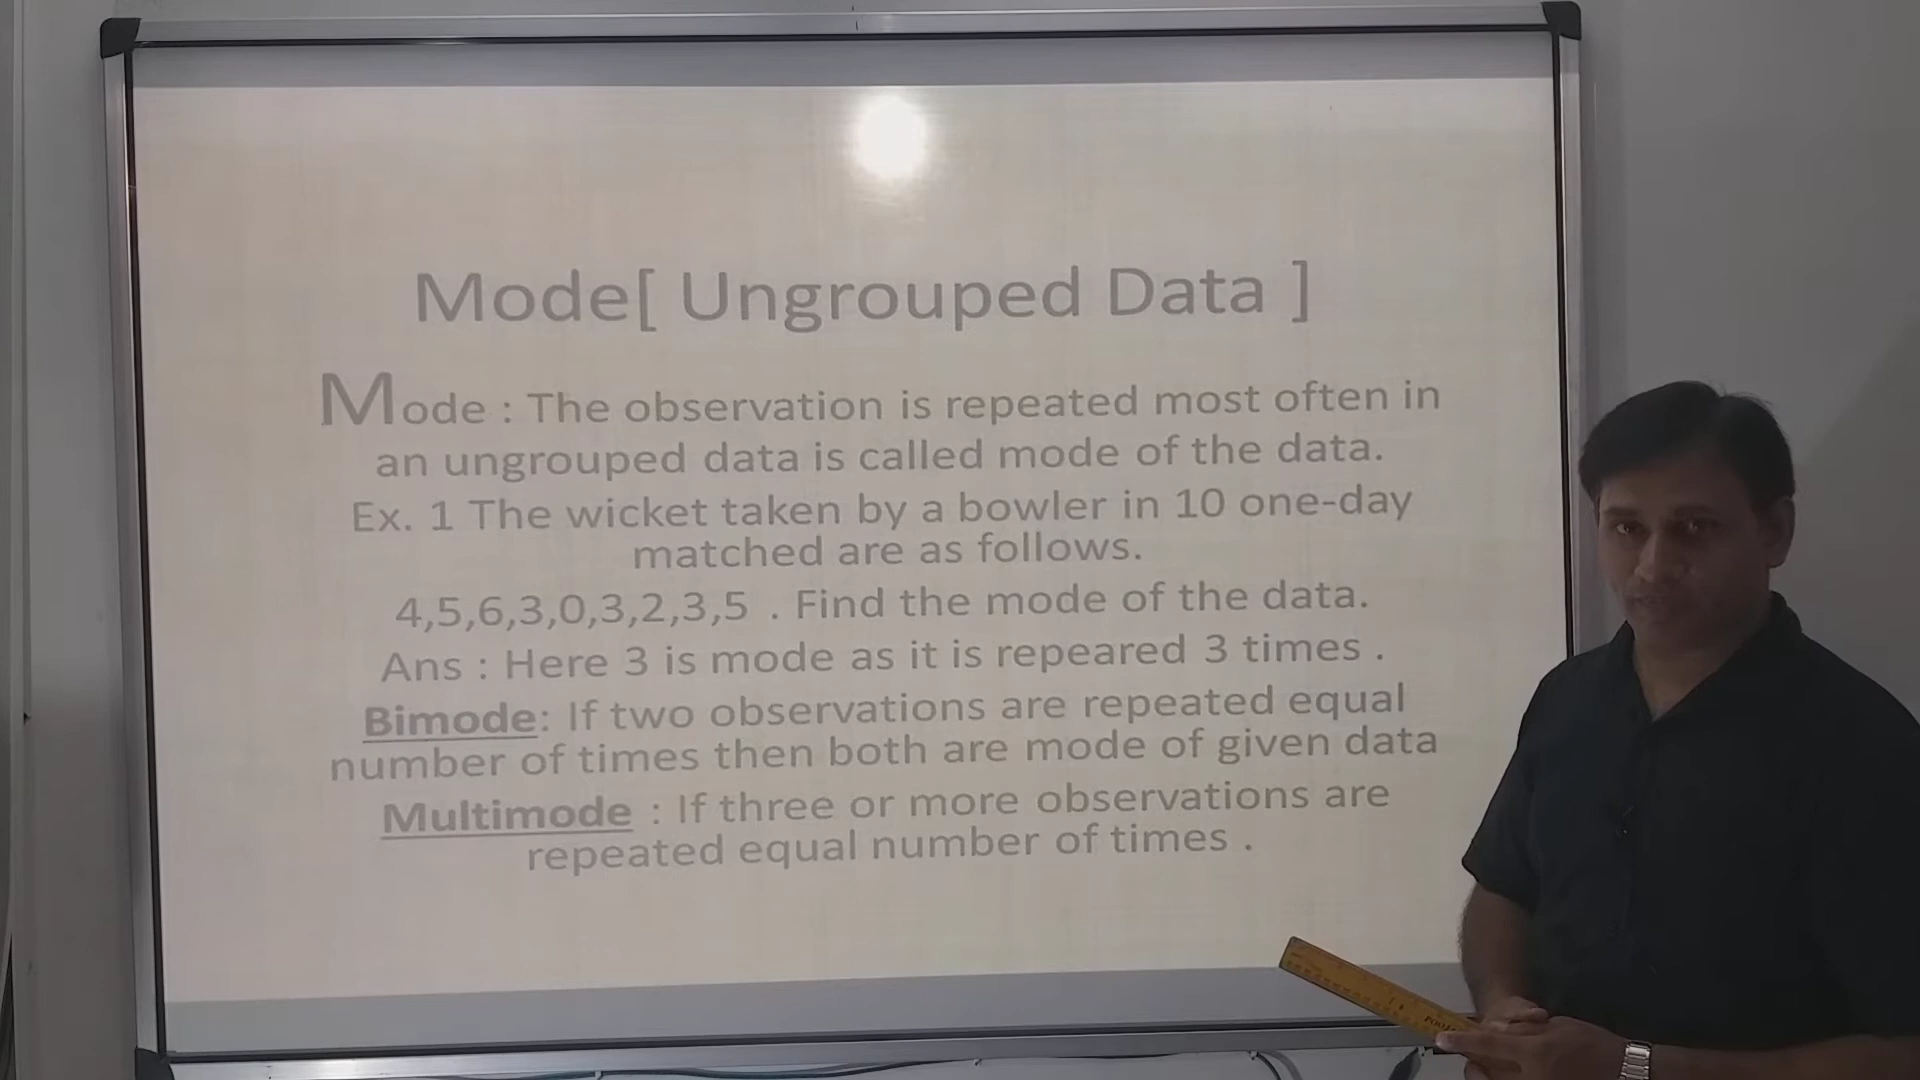 Mode[ Ungrouped Data ]
Mode : The observation is repeated most often in
an ungrouped data is called mode of the data.
Ex. 1 The wicket taken by a bowler in 10 one-day
matched are as follows.
4,5,6,3,0,3,2,3,5 . Find the mode of the data.
Ans : Here 3 is mode as it is repeared 3 times .
Bimode: If two observations are repeated equal
number of times then both are mode of given data
Multimode : If three or more observations are
repeated equal number of times .